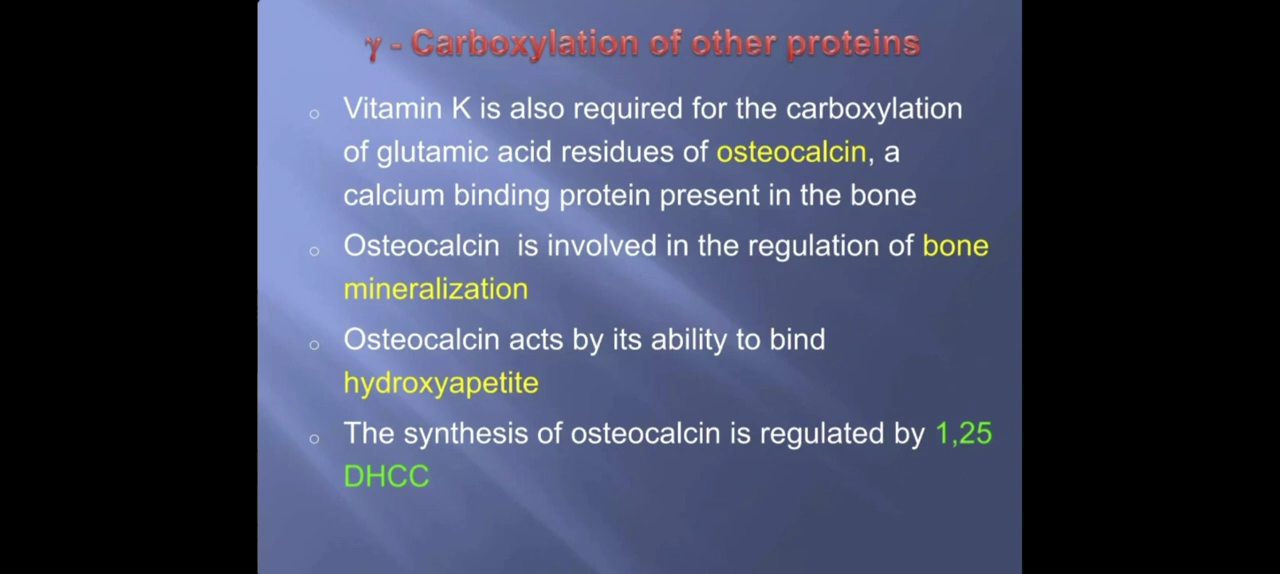 γ - Carboxylation of other proteins
Vitamin K is also required for the carboxylation
of glutamic acid residues of osteocalcin, a
calcium binding protein present in the bone
Osteocalcin is involved in the regulation of bone
mineralization
Osteocalcin acts by its ability to bind
hydroxyapetite
The synthesis of osteocalcin is regulated by 1,25
DHCC